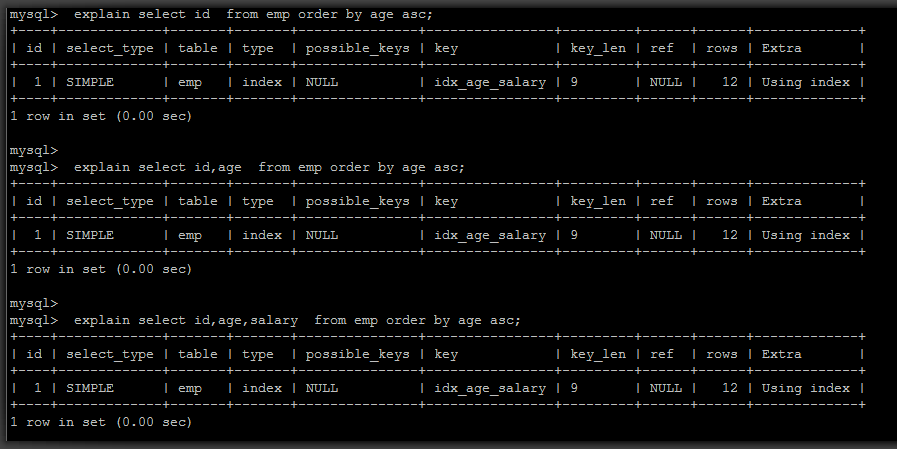 mysql>  explain select id  from emp order by age asc;
+----+-------------+-------+-------+---------------+----------------+---------+------+------+-------------+
| id | select_type | table | type  | possible_keys | key            | key_len | ref  | rows | Extra       |
+----+-------------+-------+-------+---------------+----------------+---------+------+------+-------------+
|  1 | SIMPLE      | emp   | index | NULL          | idx_age_salary | 9       | NULL |   12 | Using index |
+----+-------------+-------+-------+---------------+----------------+---------+------+------+-------------+
1 row in set (0.00 sec)

mysql>
mysql>  explain select id,age  from emp order by age asc;
+----+-------------+-------+-------+---------------+----------------+---------+------+------+-------------+
| id | select_type | table | type  | possible_keys | key            | key_len | ref  | rows | Extra       |
+----+-------------+-------+-------+---------------+----------------+---------+------+------+-------------+
|  1 | SIMPLE      | emp   | index | NULL          | idx_age_salary | 9       | NULL |   12 | Using index |
+----+-------------+-------+-------+---------------+----------------+---------+------+------+-------------+
1 row in set (0.00 sec)

mysql>
mysql>  explain select id,age,salary  from emp order by age asc;
+----+-------------+-------+-------+---------------+----------------+---------+------+------+-------------+
| id | select_type | table | type  | possible_keys | key            | key_len | ref  | rows | Extra       |
+----+-------------+-------+-------+---------------+----------------+---------+------+------+-------------+
|  1 | SIMPLE      | emp   | index | NULL          | idx_age_salary | 9       | NULL |   12 | Using index |
+----+-------------+-------+-------+---------------+----------------+---------+------+------+-------------+
1 row in set (0.00 sec)